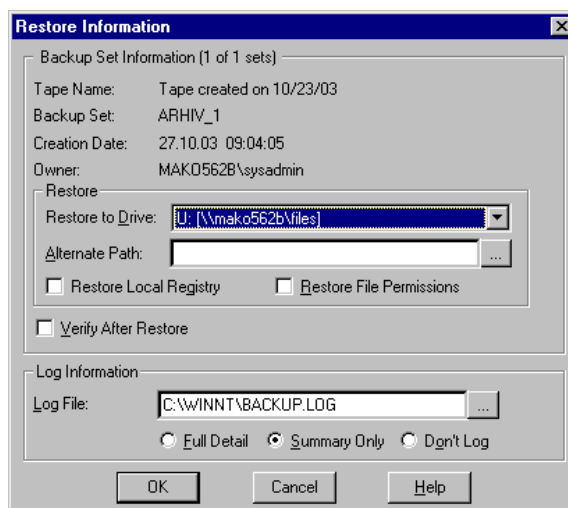 Restore Information
Backup Set Information (1 of 1 sets)
Tape Name: Tape created on 10/23/03
Backup Set: ARHIV_1
Creation Date: 27.10.03 09:04:05
Owner: MAKO562B\sysadmin
Restore
Restore to Drive: U: [\\mako562b\files]
Alternate Path: ...
Restore Local Registry Restore File Permissions
Verify After Restore
Log Information
Log File: C:\WINNT\BACKUP.LOG ...
Full Detail Summary Only Don't Log
OK Cancel Help